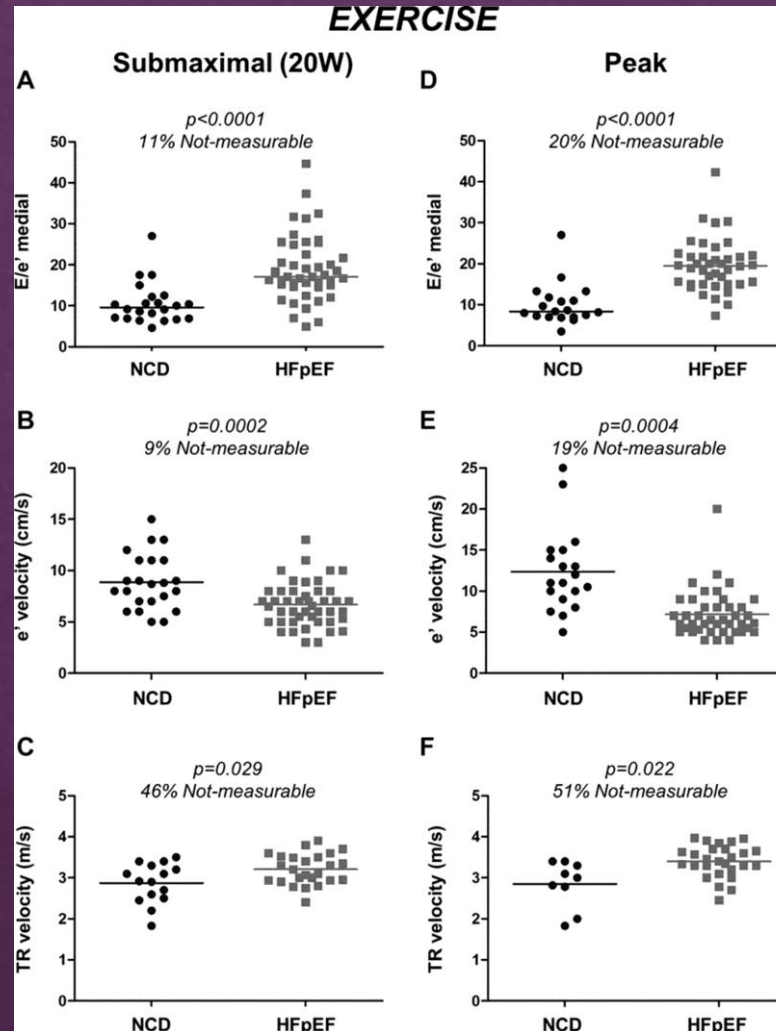 EXERCISE
Submaximal (20W)
Peak
A
p<0.0001
11% Not-measurable
E/e' medial
50
40
30
20
10
0
NCD
HFpEF
D
p<0.0001
20% Not-measurable
E/e' medial
50
40
30
20
10
0
NCD
HFpEF
B
p=0.0002
9% Not-measurable
e' velocity (cm/s)
20
15
10
5
0
NCD
HFpEF
E
p=0.0004
19% Not-measurable
e' velocity (cm/s)
25
20
15
10
5
0
NCD
HFpEF
C
p=0.029
46% Not-measurable
TR velocity (m/s)
5
4
3
2
1
0
NCD
HFpEF
F
p=0.022
51% Not-measurable
TR velocity (m/s)
5
4
3
2
1
0
NCD
HFpEF